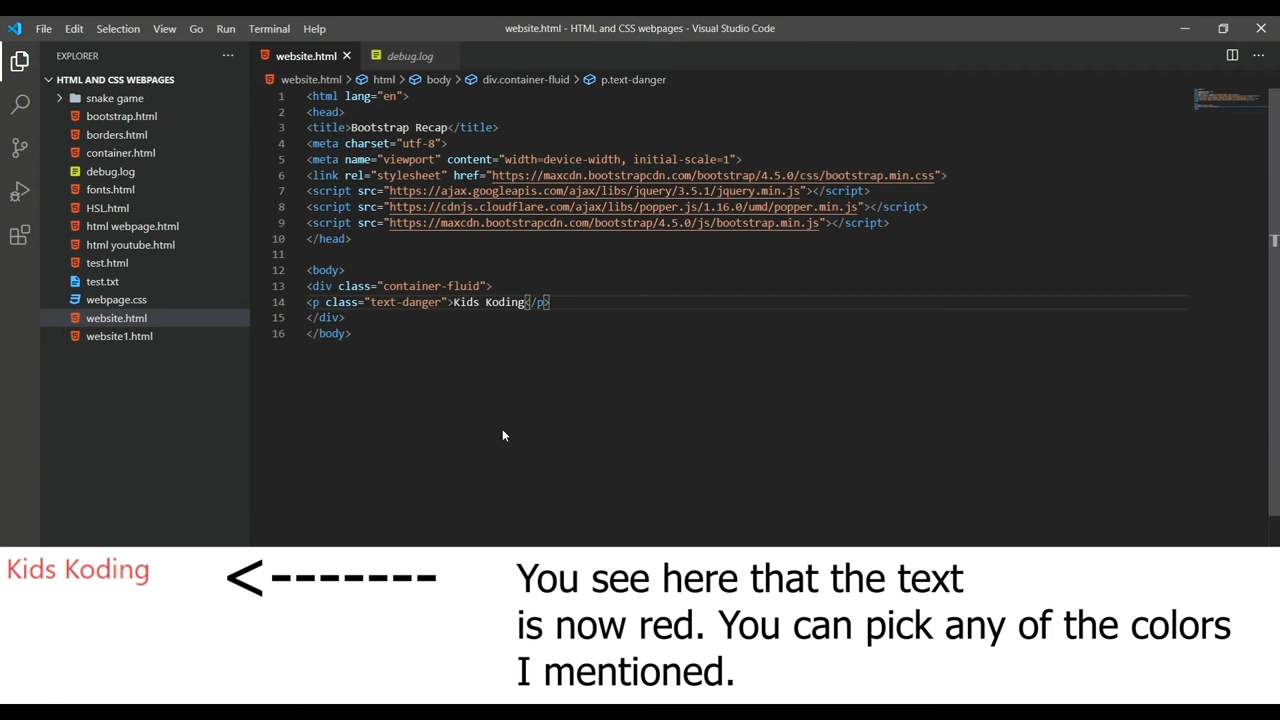 File Edit Selection View Go Run Terminal Help website.html - HTML and CSS webpages - Visual Studio Code
EXPLORER
HTML AND CSS WEBPAGES
snake game
bootstrap.html
borders.html
container.html
debug.log
fonts.html
HSL.html
html webpage.html
html youtube.html
test.html
test.txt
webpage.css
website.html
website1.html
website.html debug.log
website.html > html > body > div.container-fluid > p.text-danger
1 <html lang="en">
2 <head>
3 <title>Bootstrap Recap</title>
4 <meta charset="utf-8">
5 <meta name="viewport" content="width=device-width, initial-scale=1">
6 <link rel="stylesheet" href="https://maxcdn.bootstrapcdn.com/bootstrap/4.5.0/css/bootstrap.min.css">
7 <script src="https://ajax.googleapis.com/ajax/libs/jquery/3.5.1/jquery.min.js"></script>
8 <script src="https://cdnjs.cloudflare.com/ajax/libs/popper.js/1.16.0/umd/popper.min.js"></script>
9 <script src="https://maxcdn.bootstrapcdn.com/bootstrap/4.5.0/js/bootstrap.min.js"></script>
10 </head>
11
12 <body>
13 <div class="container-fluid">
14 <p class="text-danger">Kids Koding</p>
15 </div>
16 </body>
Kids Koding <-------
You see here that the text
is now red. You can pick any of the colors
I mentioned.